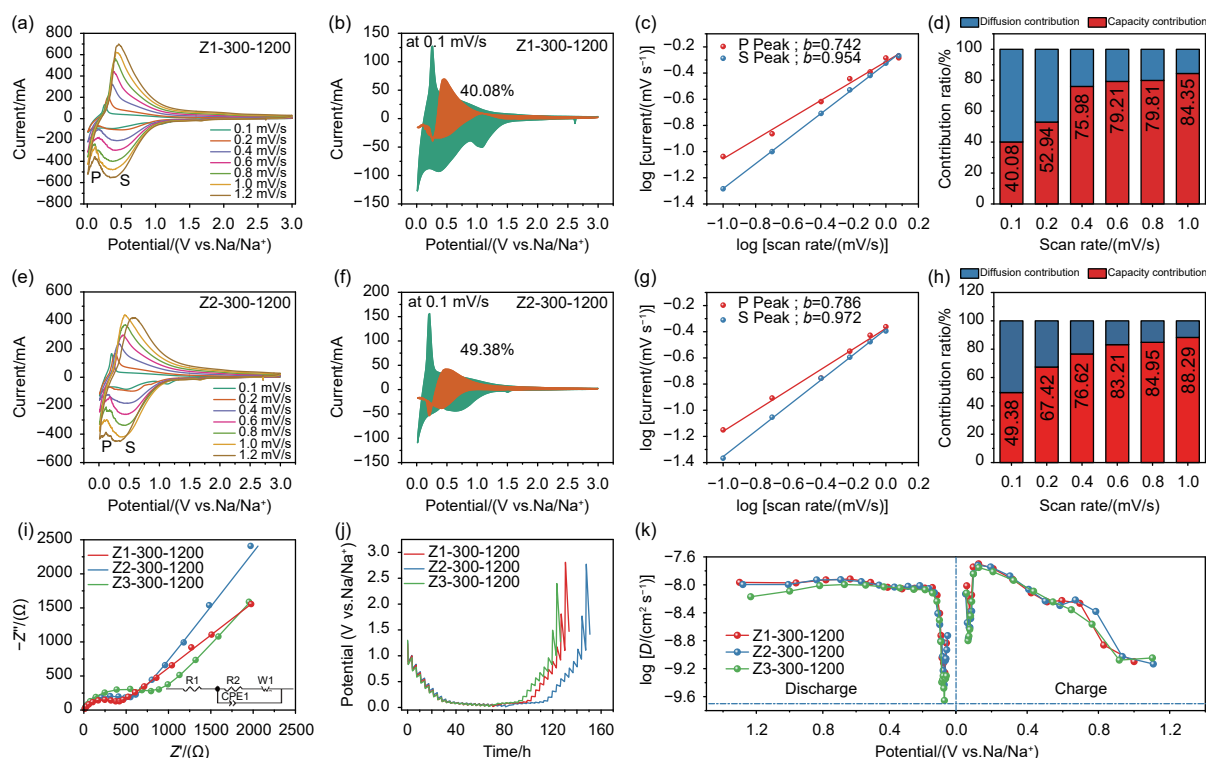 (a)
Z1-300-1200
800
600
400
200
0
−200
−400
−600
−800
Current/mA
0.1 mV/s
0.2 mV/s
0.4 mV/s
0.6 mV/s
0.8 mV/s
1.0 mV/s
1.2 mV/s
P S
0.0 1.0 2.0 3.0
Potential/(V vs.Na/Na⁺)
(b)
at 0.1 mV/s
Z1-300-1200
40.08%
150
100
50
0
−50
−100
−150
Current/mA
0.0 0.5 1.0 1.5 2.0 2.5 3.0
Potential/(V vs.Na/Na⁺)
(c)
P Peak ; b=0.742
S Peak ; b=0.954
−0.2
−0.4
−0.6
−0.8
−1.0
−1.2
−1.4
log [current/(mV s⁻¹)]
−1.0 −0.8 −0.6 −0.4 −0.2 0.0 0.2
log [scan rate/(mV/s)]
(d)
Diffusion contribution Capacity contribution
100
80
60
40
20
0
Contribution ratio/%
40.08
52.94
75.98
79.21
79.81
84.35
0.1 0.2 0.4 0.6 0.8 1.0
Scan rate/(mV/s)
(e)
Z2-300-1200
600
400
200
0
−200
−400
−600
Current/mA
0.1 mV/s
0.2 mV/s
0.4 mV/s
0.6 mV/s
0.8 mV/s
1.0 mV/s
1.2 mV/s
P S
0.0 0.5 1.0 1.5 2.0 2.5 3.0
Potential/(V vs.Na/Na⁺)
(f)
at 0.1 mV/s
Z2-300-1200
49.38%
200
150
100
50
0
−50
−100
−150
Current/mA
0.0 0.5 1.0 1.5 2.0 2.5 3.0
Potential/(V vs.Na/Na⁺)
(g)
P Peak ; b=0.786
S Peak ; b=0.972
−0.2
−0.4
−0.6
−0.8
−1.0
−1.2
−1.4
log [current/(mV s⁻¹)]
−1.0 −0.8 −0.6 −0.4 −0.2 0.0 0.2
log [scan rate/(mV/s)]
(h)
Diffusion contribution Capacity contribution
120
100
80
60
40
20
0
Contribution ratio/%
49.38
67.42
76.62
83.21
84.95
88.29
0.1 0.2 0.4 0.6 0.8 1.0
Scan rate/(mV/s)
(i)
Z1-300-1200
Z2-300-1200
Z3-300-1200
2500
2000
1500
1000
500
0
−Z''/(Ω)
R1 R2 W1
CPE1
0 500 1000 1500 2000 2500
Z'/(Ω)
(j)
Z1-300-1200
Z2-300-1200
Z3-300-1200
3.0
2.5
2.0
1.5
1.0
0.5
0.0
Potential (V vs.Na/Na⁺)
0 40 80 120 160
Time/h
(k)
−7.6
−8.0
−8.4
−8.8
−9.2
−9.6
log [D/(cm² s⁻¹)]
Z1-300-1200
Z2-300-1200
Z3-300-1200
Discharge Charge
1.2 0.8 0.4 0.0 0.4 0.8 1.2
Potential/(V vs.Na/Na⁺)